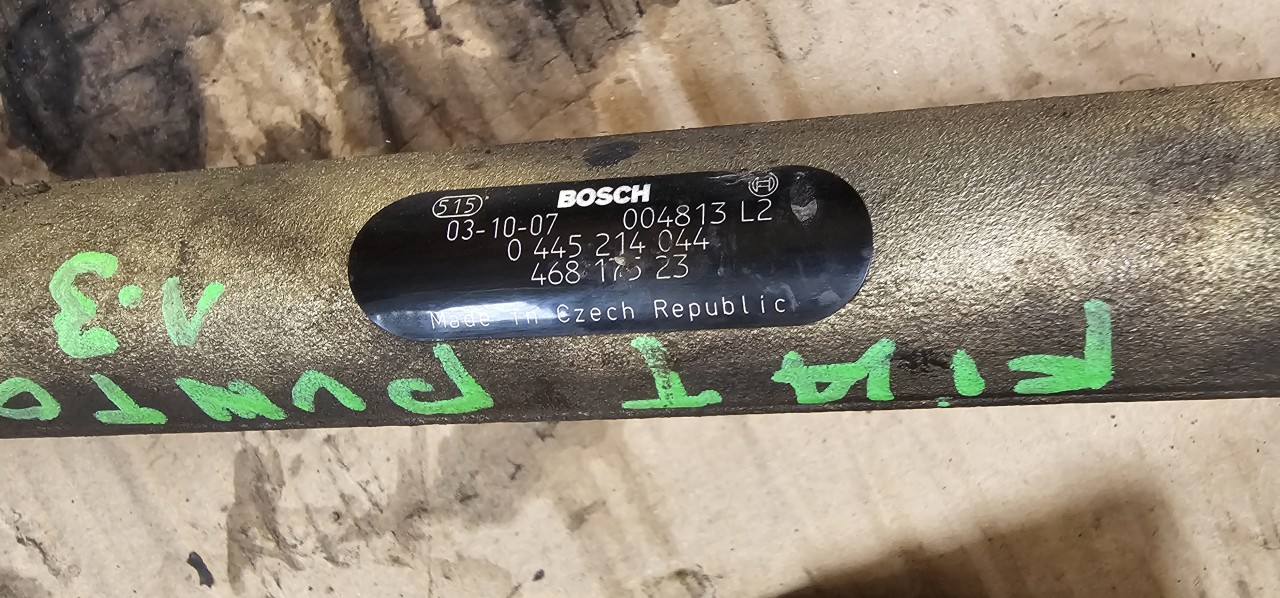 515 BOSCH
03-10-07 004813 L2
0 445 214 044
468 175 23
Made in Czech Republic
FIAT PUNTO
1.3